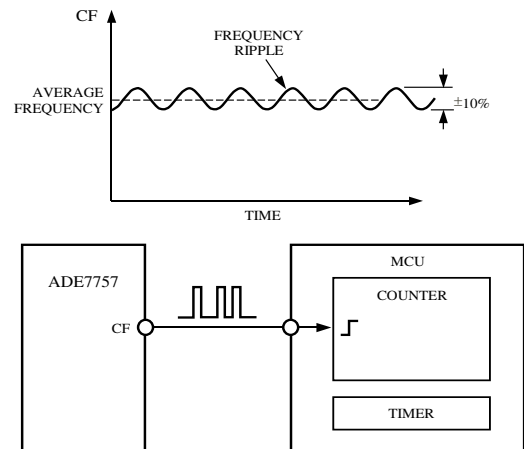 CF
FREQUENCY
RIPPLE
AVERAGE
FREQUENCY
±10%
TIME
MCU
ADE7757
COUNTER
CF
TIMER